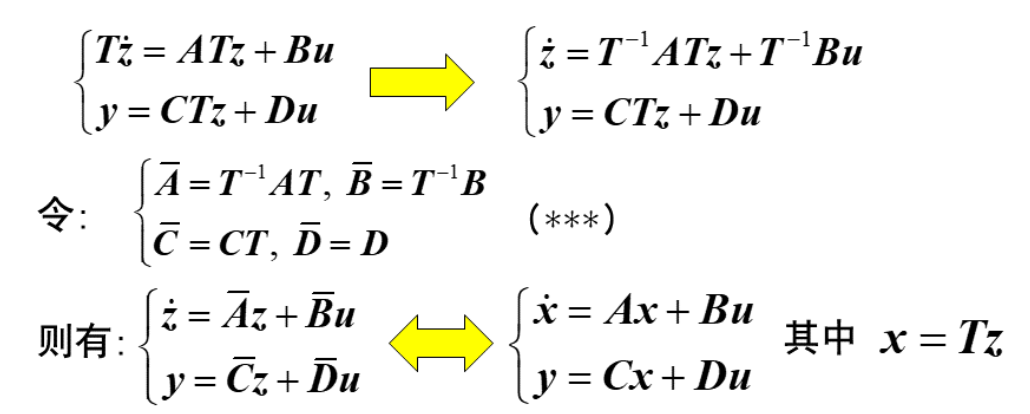 {Tż = ATz + Bu    {ż = T⁻¹ATz + T⁻¹Bu
{y = CTz + Du    {y = CTz + Du
令: {A̅ = T⁻¹AT, B̅ = T⁻¹B
{C̅ = CT, D̅ = D    (***)
则有: {ż = A̅z + B̅u    {ẋ = Ax + Bu    其中 x = Tz
{y = C̅z + D̅u    {y = Cx + Du